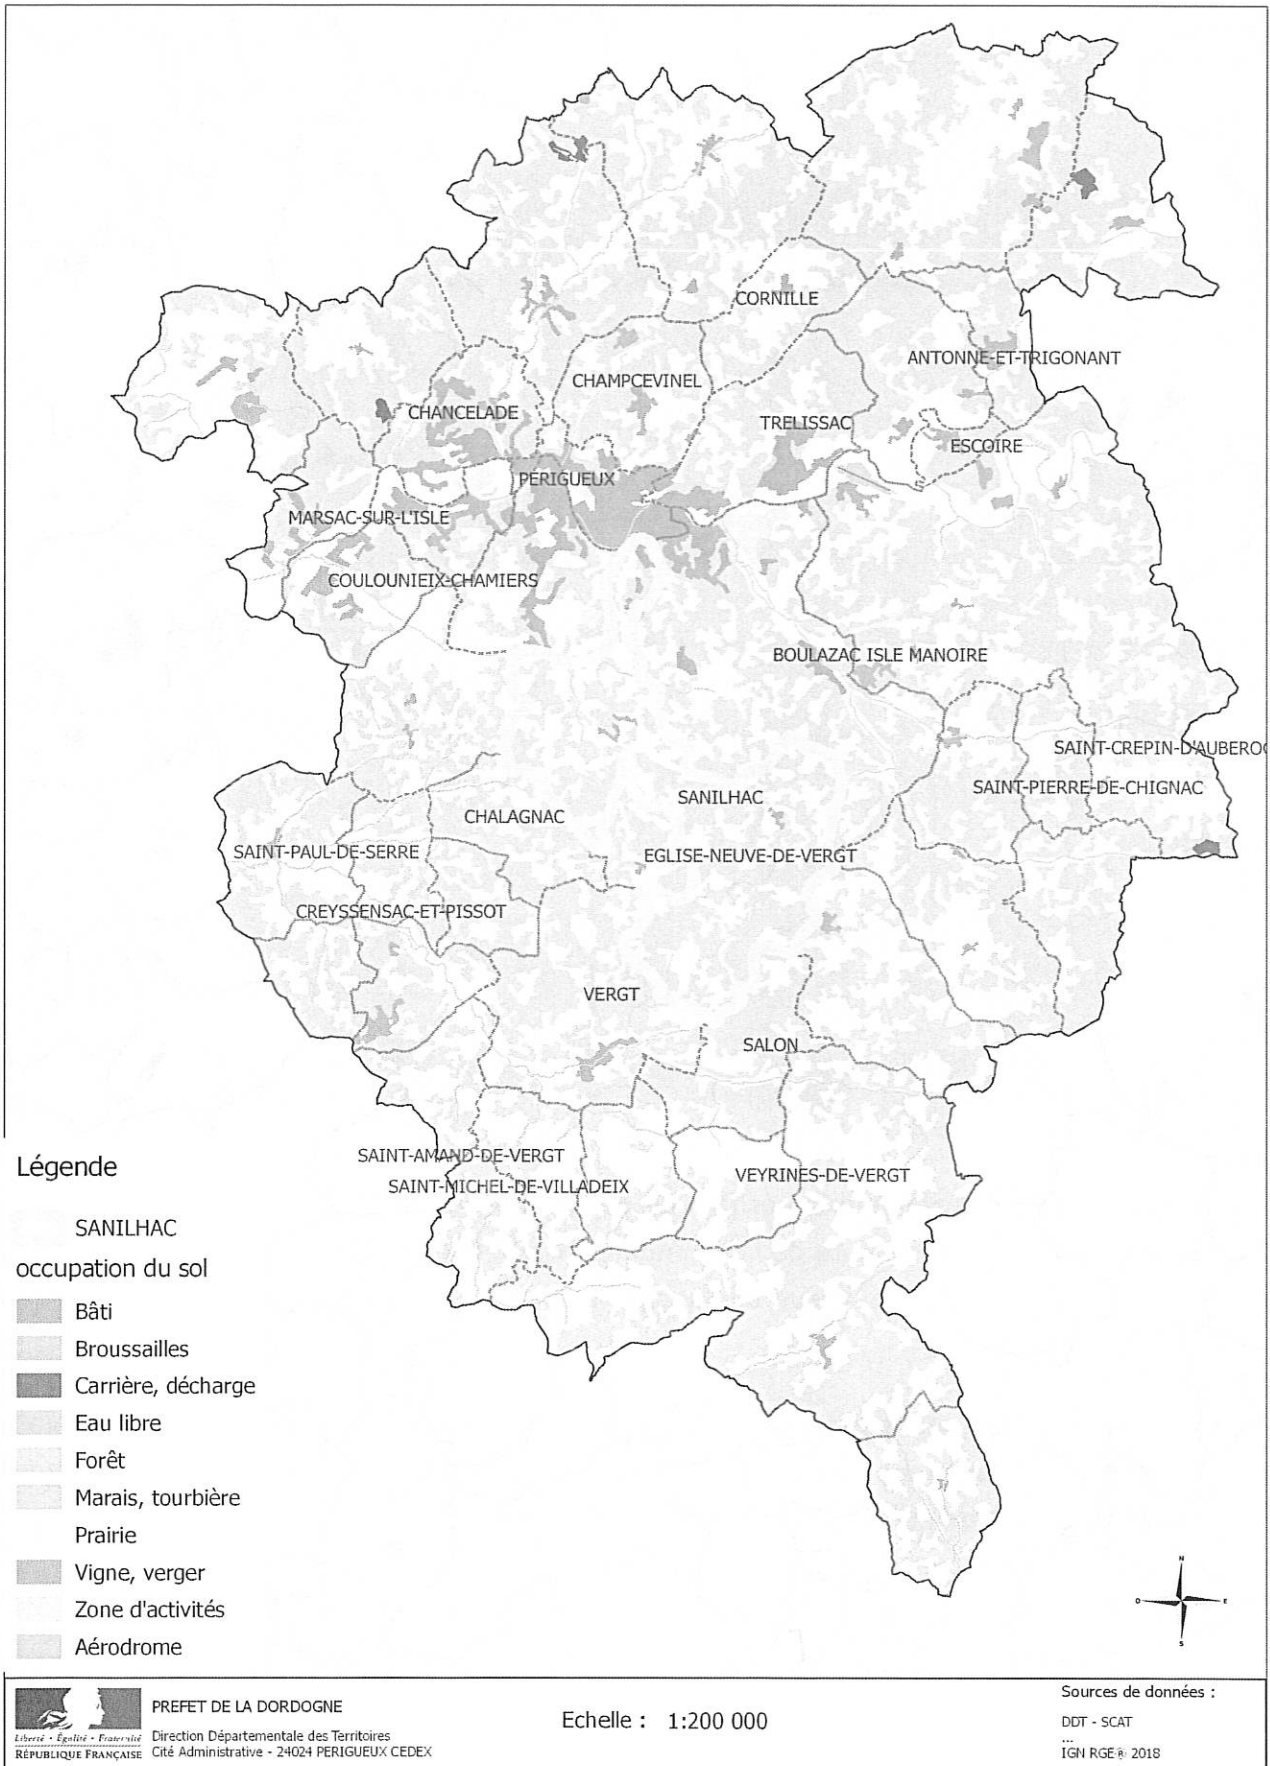 CORNILLE
ANTONNE-ET-TRIGONANT
CHAMPCEVINEL
CHANCELADE
TRELISSAC
ESCOIRE
PÉRIGUEUX
MARSAC-SUR-L'ISLE
COULOUNIEIX-CHAMIERS
BOULAZAC ISLE MANOIRE
SAINT-CREPIN-D'AUBEROC
SAINT-PIERRE-DE-CHIGNAC
SANILHAC
CHALAGNAC
SAINT-PAUL-DE-SERRE
EGLISE-NEUVE-DE-VERGT
CREYSSENSAC-ET-PISSOT
VERGT
SALON
SAINT-AMAND-DE-VERGT
VEYRINES-DE-VERGT
SAINT-MICHEL-DE-VILLADEIX
Légende
SANILHAC
occupation du sol
Bâti
Broussailles
Carrière, décharge
Eau libre
Forêt
Marais, tourbière
Prairie
Vigne, verger
Zone d'activités
Aérodrome
N
O E
S
Liberté • Égalité • Fraternité
RÉPUBLIQUE FRANÇAISE
PREFET DE LA DORDOGNE
Direction Départementale des Territoires
Cité Administrative - 24024 PERIGUEUX CEDEX
Echelle : 1:200 000
Sources de données :
DDT - SCAT
...
IGN RGE® 2018